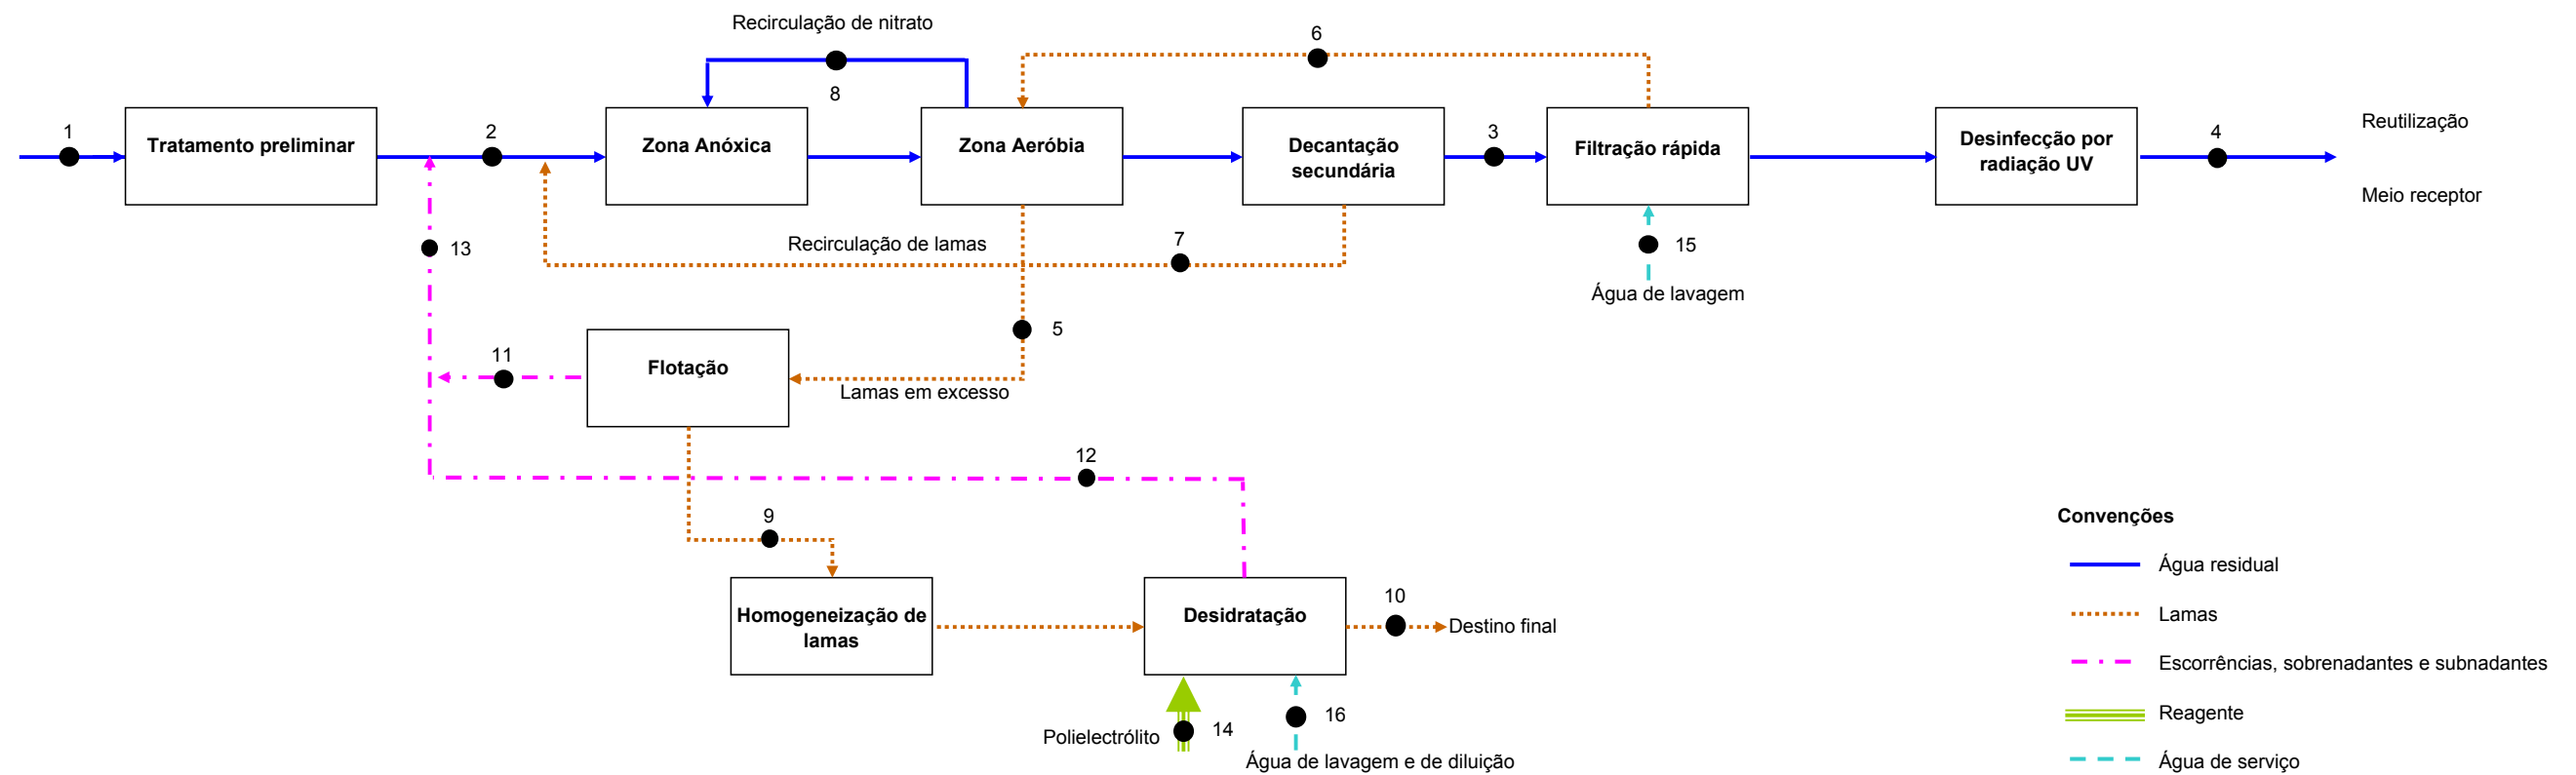 Recirculação de nitrato
6
8
1
Tratamento preliminar
2
Zona Anóxica
Zona Aeróbia
Decantação
secundária
3
Filtração rápida
Desinfecção por
radiação UV
4
Reutilização
Meio receptor
13
Recirculação de lamas
7
15
Água de lavagem
5
11
Flotação
Lamas em excesso
12
9
Homogeneização de
lamas
Desidratação
10
Destino final
Polielectrólito
14
16
Água de lavagem e de diluição
Convenções
Água residual
Lamas
Escorrências, sobrenadantes e subnadantes
Reagente
Água de serviço